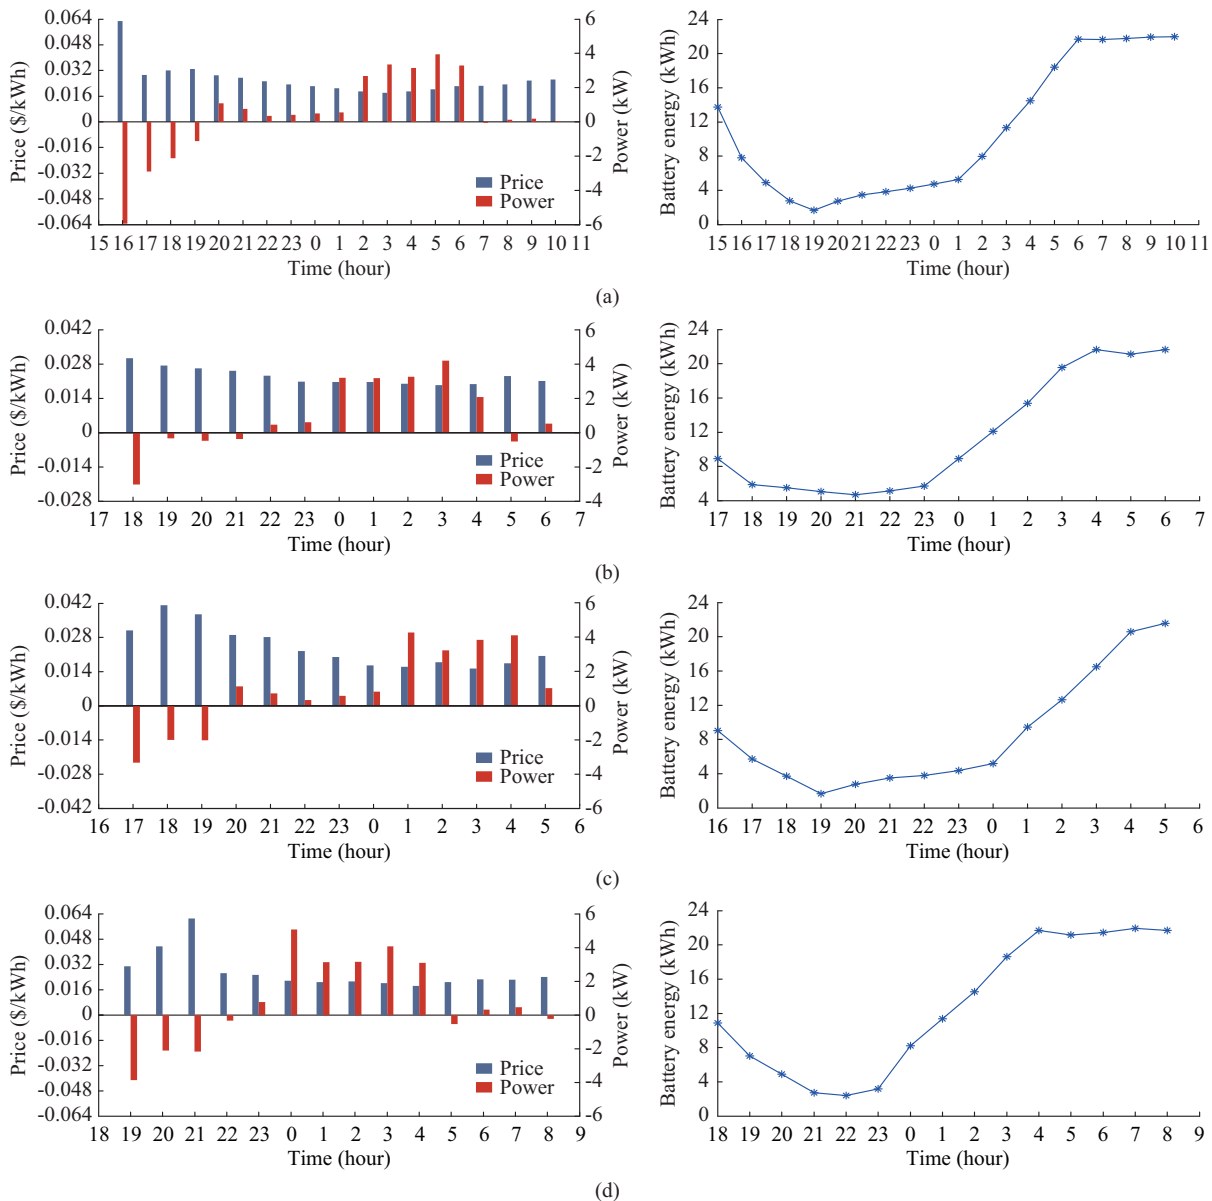 0.064
0.048
0.032
0.016
0
-0.016
-0.032
-0.048
-0.064
Price ($/kWh)
6
4
2
0
-2
-4
-6
Power (kW)
Price
Power
15 16 17 18 19 20 21 22 23 0 1 2 3 4 5 6 7 8 9 10 11
Time (hour)
24
20
16
12
8
4
0
Battery energy (kWh)
15 16 17 18 19 20 21 22 23 0 1 2 3 4 5 6 7 8 9 10 11
Time (hour)
(a)
0.042
0.028
0.014
0
-0.014
-0.028
Price ($/kWh)
6
4
2
0
-2
-4
Power (kW)
Price
Power
17 18 19 20 21 22 23 0 1 2 3 4 5 6 7
Time (hour)
24
20
16
12
8
4
Battery energy (kWh)
17 18 19 20 21 22 23 0 1 2 3 4 5 6 7
Time (hour)
(b)
0.042
0.028
0.014
0
-0.014
-0.028
-0.042
Price ($/kWh)
6
4
2
0
-2
-4
-6
Power (kW)
Price
Power
16 17 18 19 20 21 22 23 0 1 2 3 4 5 6
Time (hour)
24
20
16
12
8
4
0
Battery energy (kWh)
16 17 18 19 20 21 22 23 0 1 2 3 4 5 6
Time (hour)
(c)
0.064
0.048
0.032
0.016
0
-0.016
-0.032
-0.048
-0.064
Price ($/kWh)
6
4
2
0
-2
-4
-6
Power (kW)
Price
Power
18 19 20 21 22 23 0 1 2 3 4 5 6 7 8 9
Time (hour)
24
20
16
12
8
4
0
Battery energy (kWh)
18 19 20 21 22 23 0 1 2 3 4 5 6 7 8 9
Time (hour)
(d)